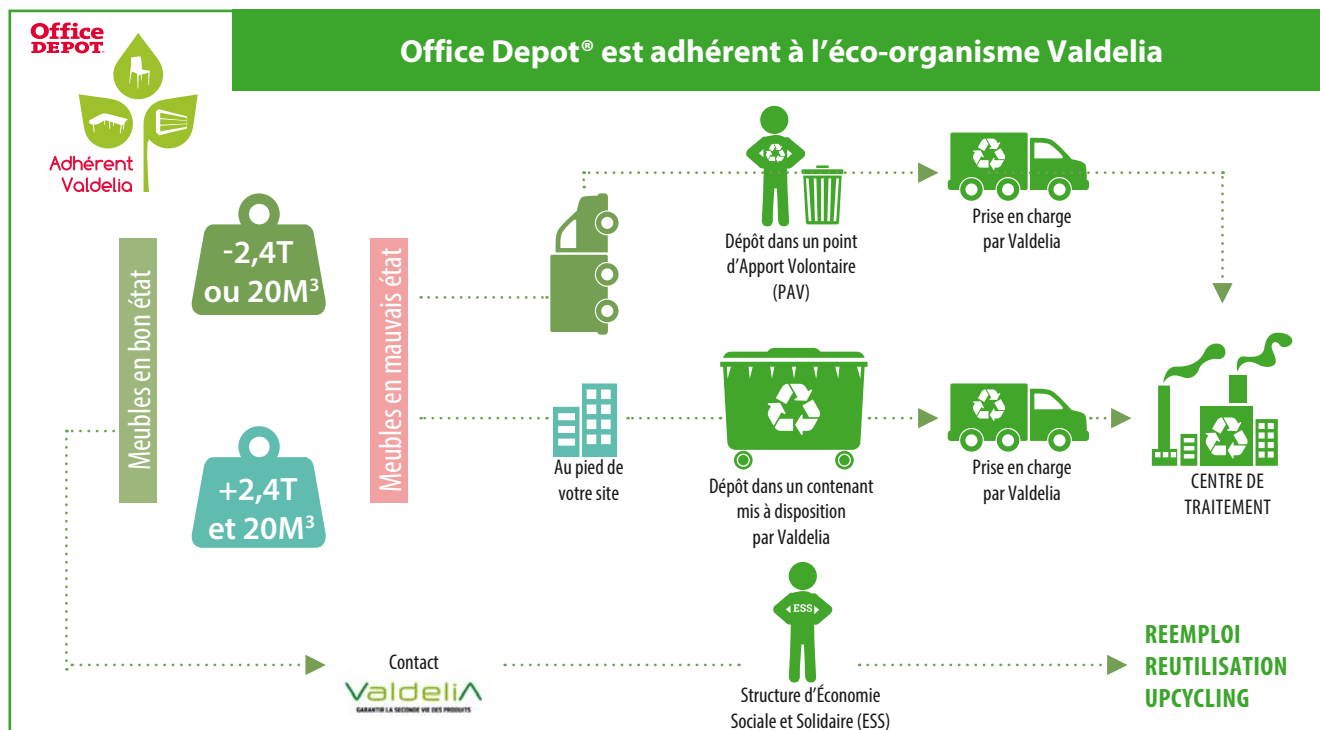 Office
DEPOT
Office Depot® est adhérent à l’éco-organisme Valdelia
Adhérent
Valdelia
Meubles en bon état
-2,4T
ou 20M³
+2,4T
et 20M³
Meubles en mauvais état
Dépôt dans un point
d’Apport Volontaire
(PAV)
Prise en charge
par Valdelia
Au pied de
votre site
Dépôt dans un contenant
mis à disposition
par Valdelia
Prise en charge
par Valdelia
CENTRE DE
TRAITEMENT
Contact
ValdeliA
GARANTIR LA SECONDE VIE DES PRODUITS
ESS
Structure d’Économie
Sociale et Solidaire (ESS)
REEMPLOI
REUTILISATION
UPCYCLING